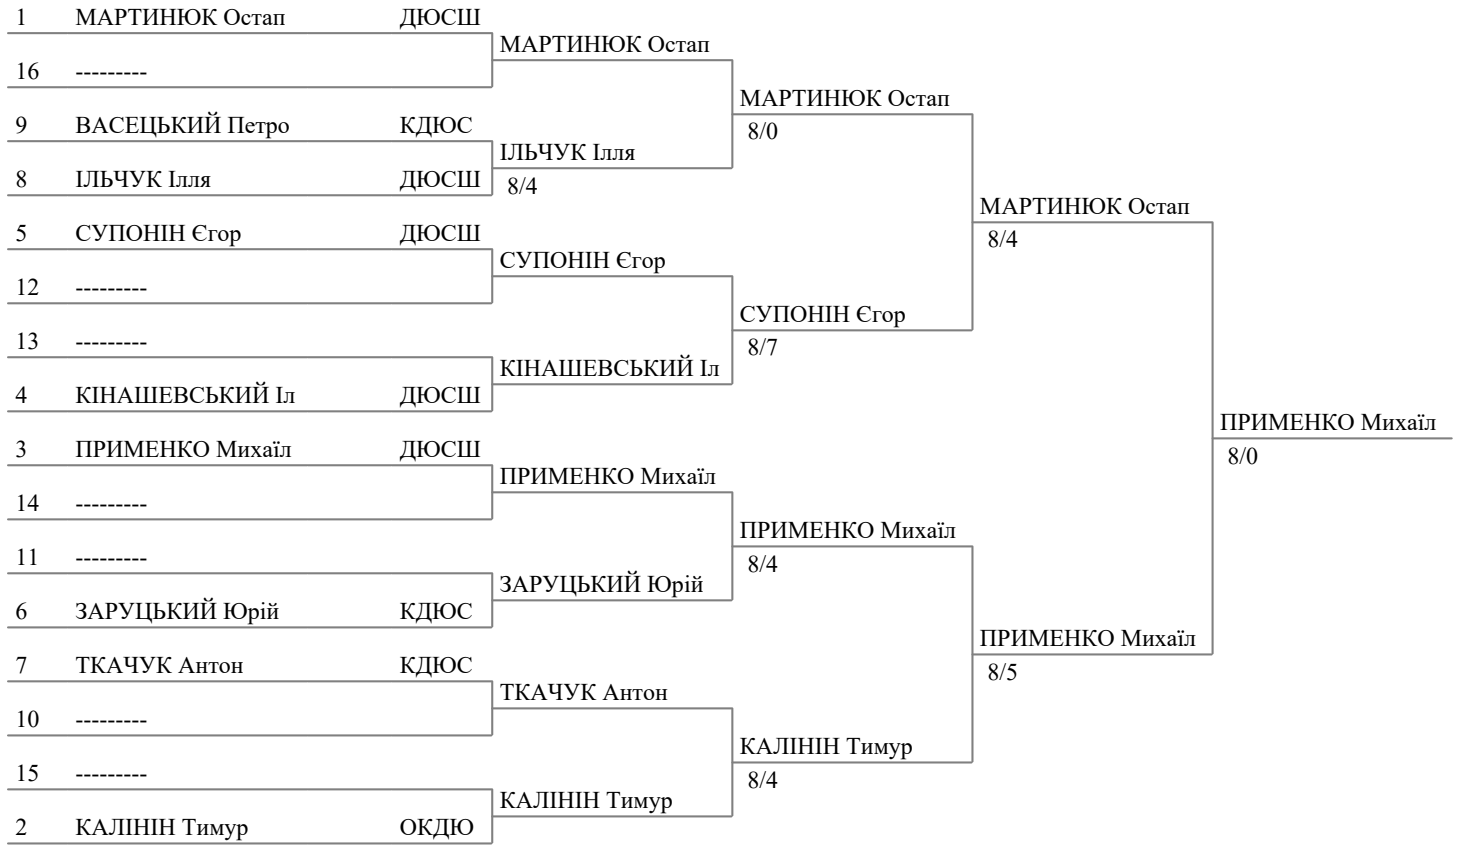 1 МАРТИНЮК Остап ДЮСШ
МАРТИНЮК Остап
16 ---------
МАРТИНЮК Остап
9 ВАСЕЦЬКИЙ Петро КДЮС
8/0
ІЛЬЧУК Ілля
8 ІЛЬЧУК Ілля ДЮСШ
8/4
МАРТИНЮК Остап
5 СУПОНІН Єгор ДЮСШ
8/4
СУПОНІН Єгор
12 ---------
СУПОНІН Єгор
13 ---------
8/7
КІНАШЕВСЬКИЙ Іл
4 КІНАШЕВСЬКИЙ Іл ДЮСШ
ПРИМЕНКО Михаїл
3 ПРИМЕНКО Михаїл ДЮСШ
8/0
ПРИМЕНКО Михаїл
14 ---------
ПРИМЕНКО Михаїл
11 ---------
8/4
ЗАРУЦЬКИЙ Юрій
6 ЗАРУЦЬКИЙ Юрій КДЮС
ПРИМЕНКО Михаїл
7 ТКАЧУК Антон КДЮС
8/5
ТКАЧУК Антон
10 ---------
КАЛІНІН Тимур
15 ---------
8/4
КАЛІНІН Тимур
2 КАЛІНІН Тимур ОКДЮ